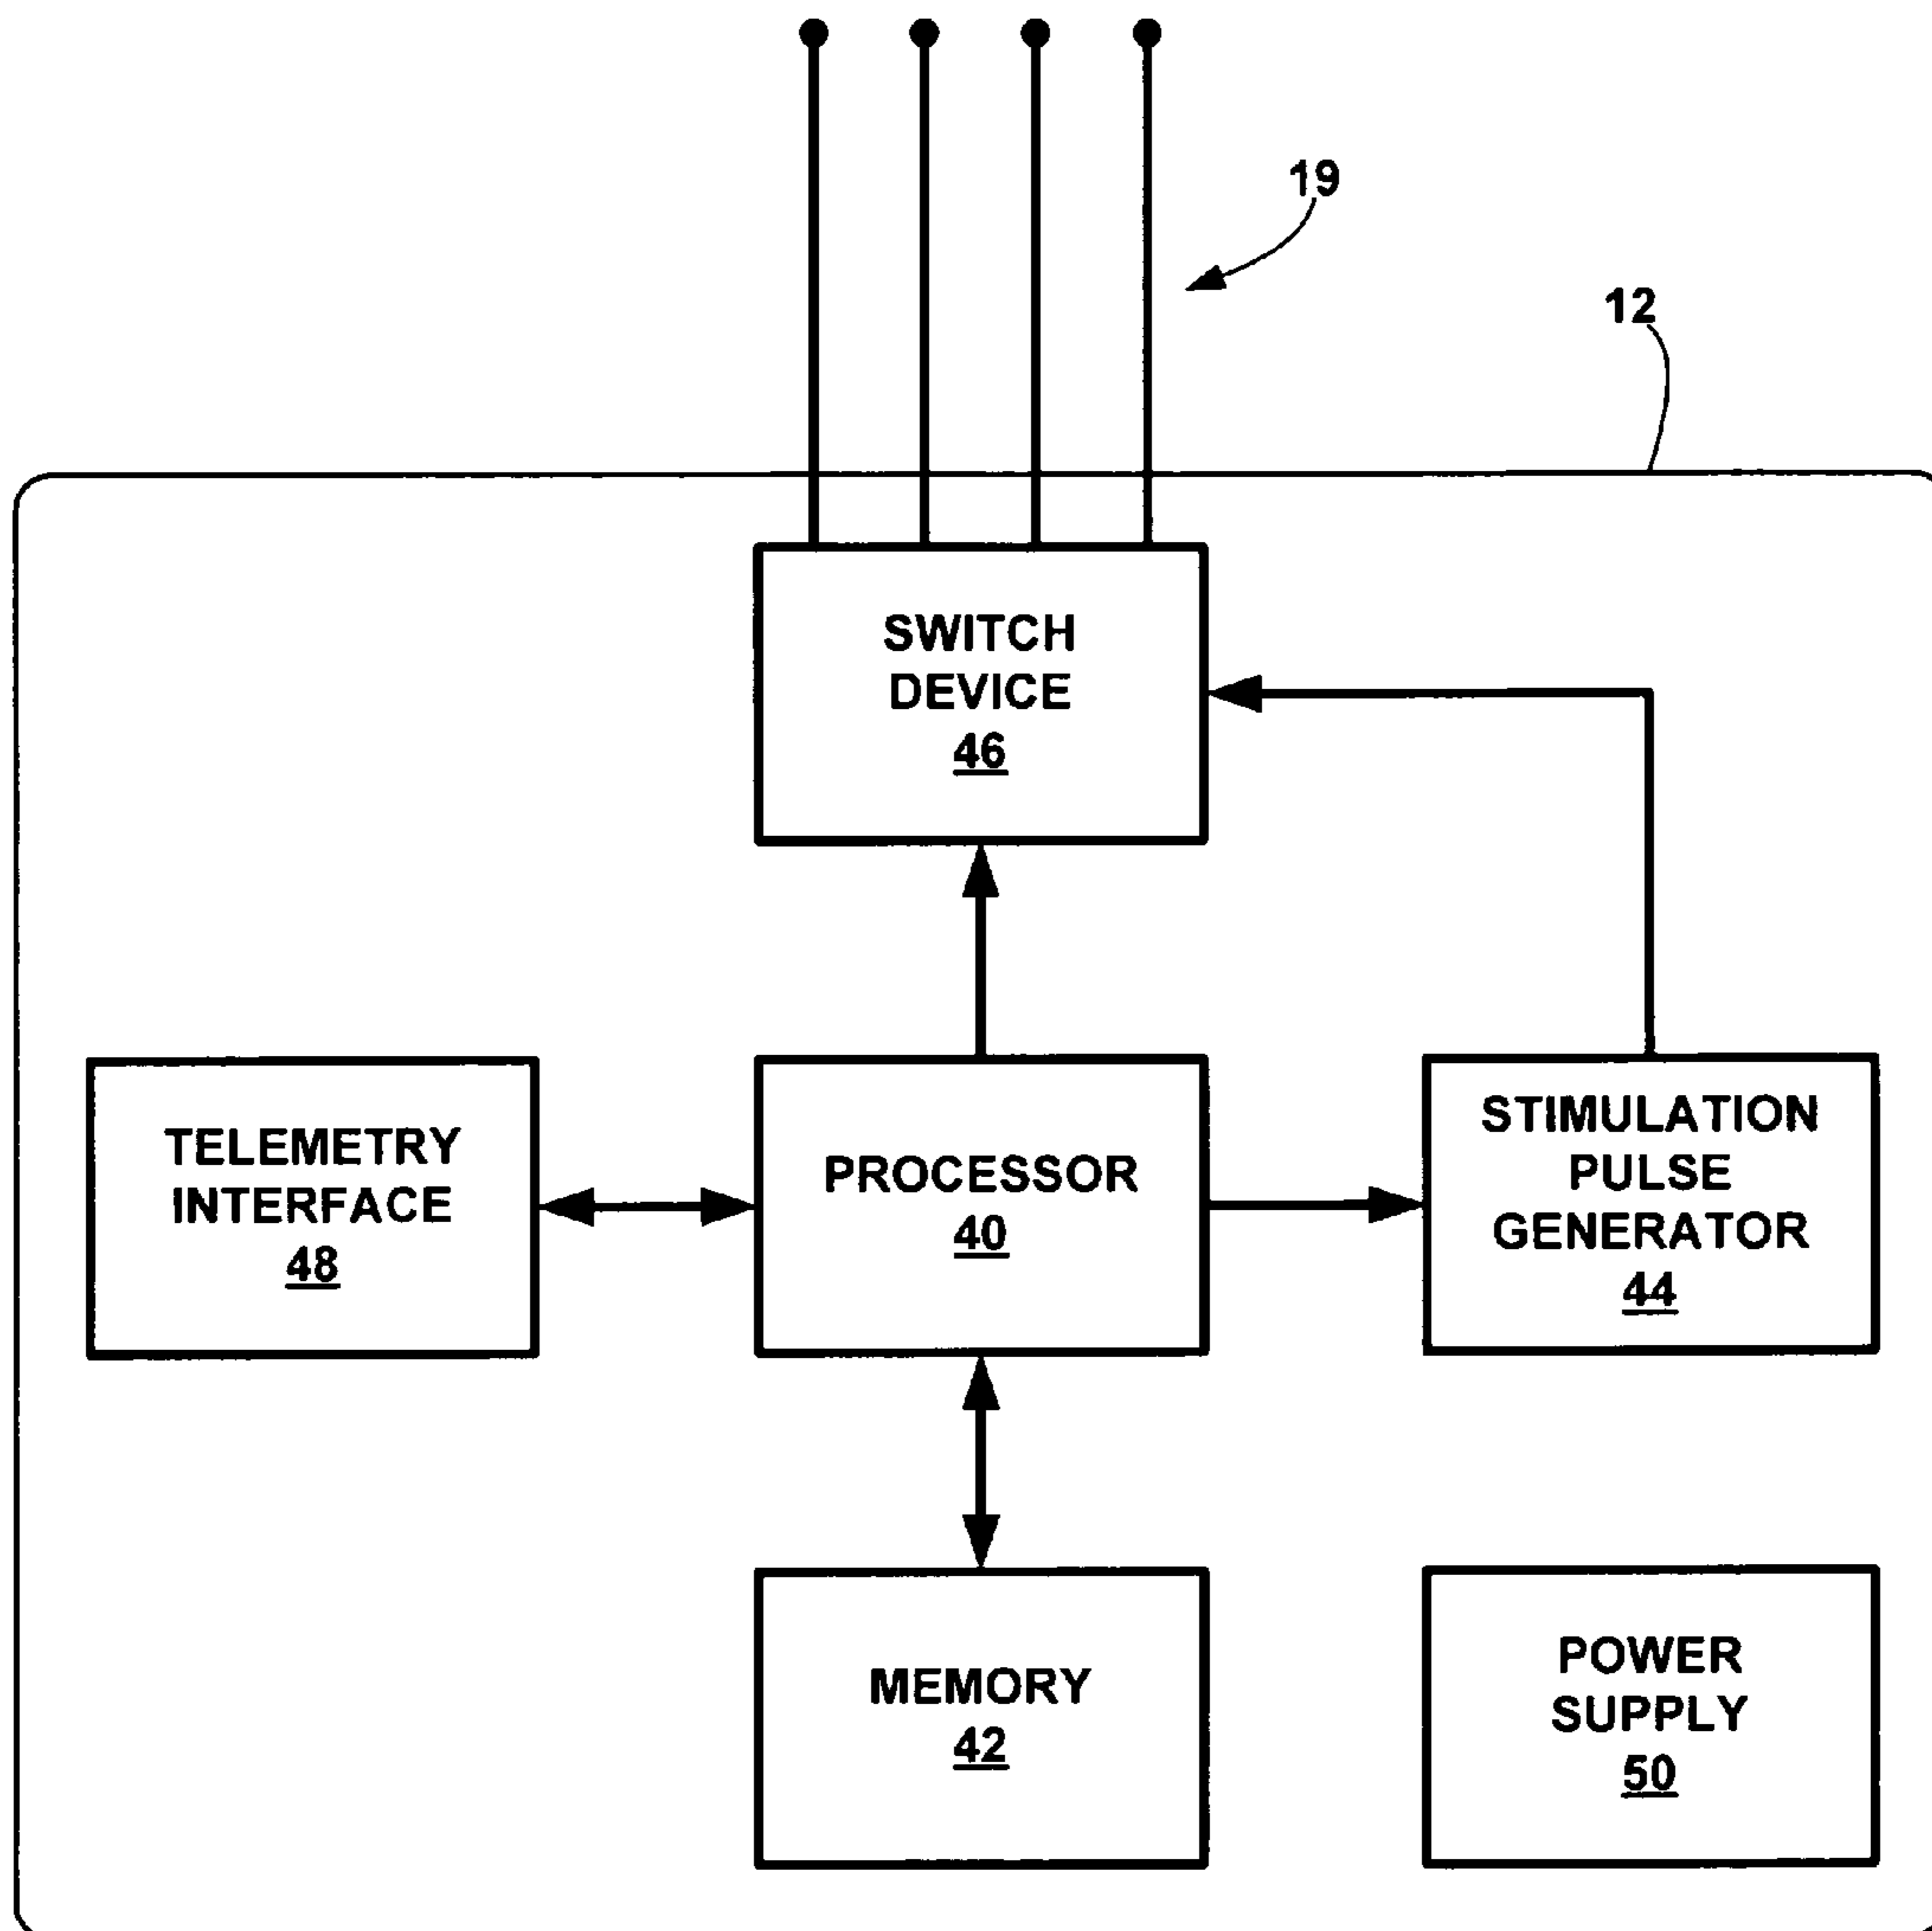 19
12
SWITCH
DEVICE
46
TELEMETRY
INTERFACE
48
PROCESSOR
40
STIMULATION
PULSE
GENERATOR
44
MEMORY
42
POWER
SUPPLY
50